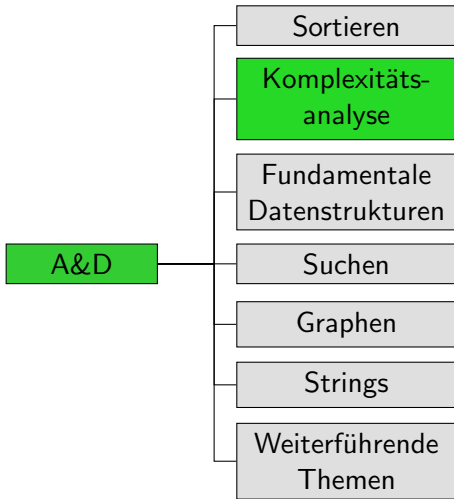 Sortieren
Komplexitäts-
analyse
Fundamentale
Datenstrukturen
A&D
Suchen
Graphen
Strings
Weiterführende
Themen